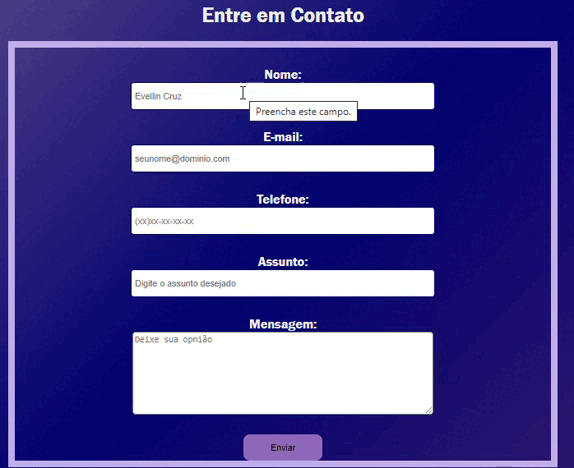 Entre em Contato
Nome:
Evellin Cruz
Preencha este campo.
E-mail:
seunome@dominio.com
Telefone:
(xx)xx-xx-xx-xx
Assunto:
Digite o assunto desejado
Mensagem:
Deixe sua opnião
Enviar